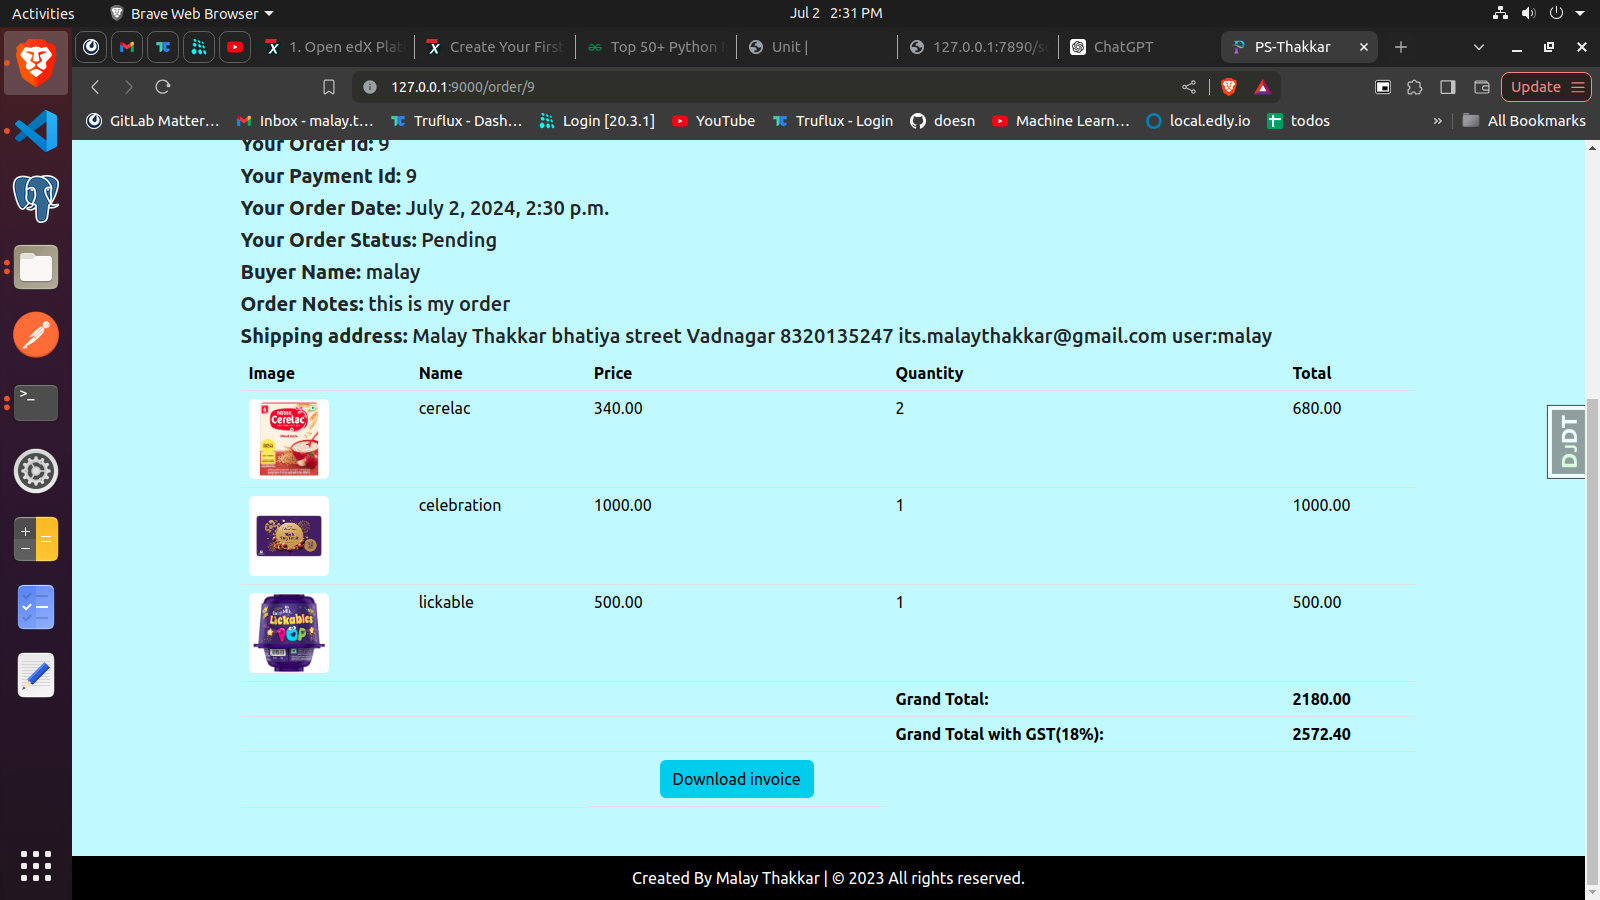 Activities Brave Web Browser Jul 2 2:31 PM
1. Open edX Plat Create Your First Top 50+ Python Unit | 127.0.0.1:7890/s ChatGPT PS-Thakkar
127.0.0.1:9000/order/9 Update
GitLab Matter... Inbox - malay.t... Truflux - Dash... Login [20.3.1] YouTube Truflux - Login doesn Machine Learn... local.edly.io todos » All Bookmarks
Your Order Id: 9
Your Payment Id: 9
Your Order Date: July 2, 2024, 2:30 p.m.
Your Order Status: Pending
Buyer Name: malay
Order Notes: this is my order
Shipping address: Malay Thakkar bhatiya street Vadnagar 8320135247 its.malaythakkar@gmail.com user:malay
Image Name Price Quantity Total
Cerelac
cerelac 340.00 2 680.00
celebration 1000.00 1 1000.00
Lickables
POP
lickable 500.00 1 500.00
Grand Total: 2180.00
Grand Total with GST(18%): 2572.40
Download invoice
DJDT
Created By Malay Thakkar | © 2023 All rights reserved.